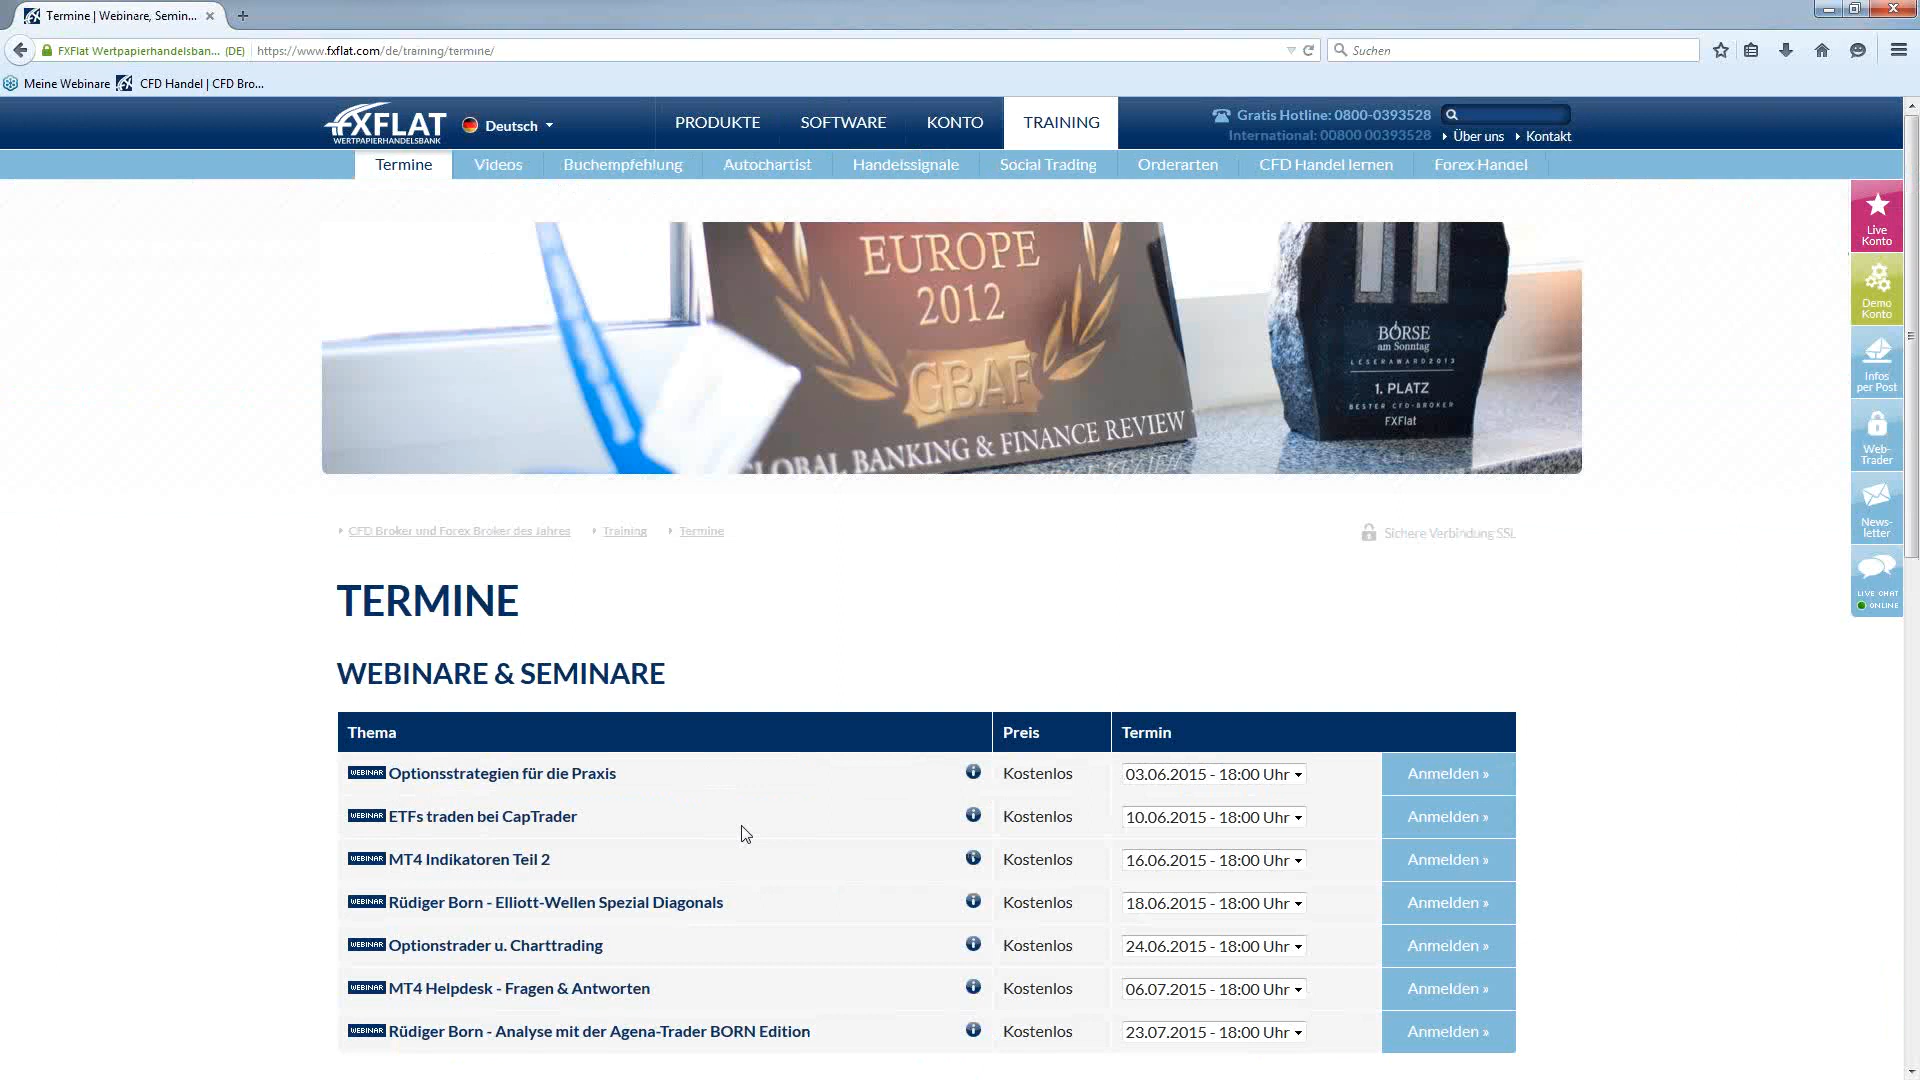 Termine | Webinare, Semin...
FXFlat Wertpapierhandelsban... (DE)
https://www.fxflat.com/de/training/termine/
Suchen
Meine Webinare
CFD Handel | CFD Bro...
FXFLAT
WERTPAPIERHANDELSBANK
Deutsch
PRODUKTE
SOFTWARE
KONTO
TRAINING
Gratis Hotline: 0800-0393528
International: 00800 00393528
Über uns
Kontakt
Termine
Videos
Buchempfehlung
Autochartist
Handelssignale
Social Trading
Orderarten
CFD Handel lernen
Forex Handel
Live
Konto
Demo
Konto
Infos
per Post
Web-
Trader
News-
letter
LIVE CHAT
ONLINE
EUROPE
2012
GBAF
GLOBAL BANKING & FINANCE REVIEW
BÖRSE
am Sonntag
LESERAWARD 2013
1. PLATZ
BESTER CFD-BROKER
FXFlat
CFD Broker und Forex Broker des Jahres
Training
Termine
Sichere Verbindung SSL
TERMINE
WEBINARE & SEMINARE
Thema Preis Termin
WEBINAR Optionsstrategien für die Praxis Kostenlos 03.06.2015 - 18:00 Uhr Anmelden »
WEBINAR ETFs traden bei CapTrader Kostenlos 10.06.2015 - 18:00 Uhr Anmelden »
WEBINAR MT4 Indikatoren Teil 2 Kostenlos 16.06.2015 - 18:00 Uhr Anmelden »
WEBINAR Rüdiger Born - Elliott-Wellen Spezial Diagonals Kostenlos 18.06.2015 - 18:00 Uhr Anmelden »
WEBINAR Optionstrader u. Charttrading Kostenlos 24.06.2015 - 18:00 Uhr Anmelden »
WEBINAR MT4 Helpdesk - Fragen & Antworten Kostenlos 06.07.2015 - 18:00 Uhr Anmelden »
WEBINAR Rüdiger Born - Analyse mit der Agena-Trader BORN Edition Kostenlos 23.07.2015 - 18:00 Uhr Anmelden »